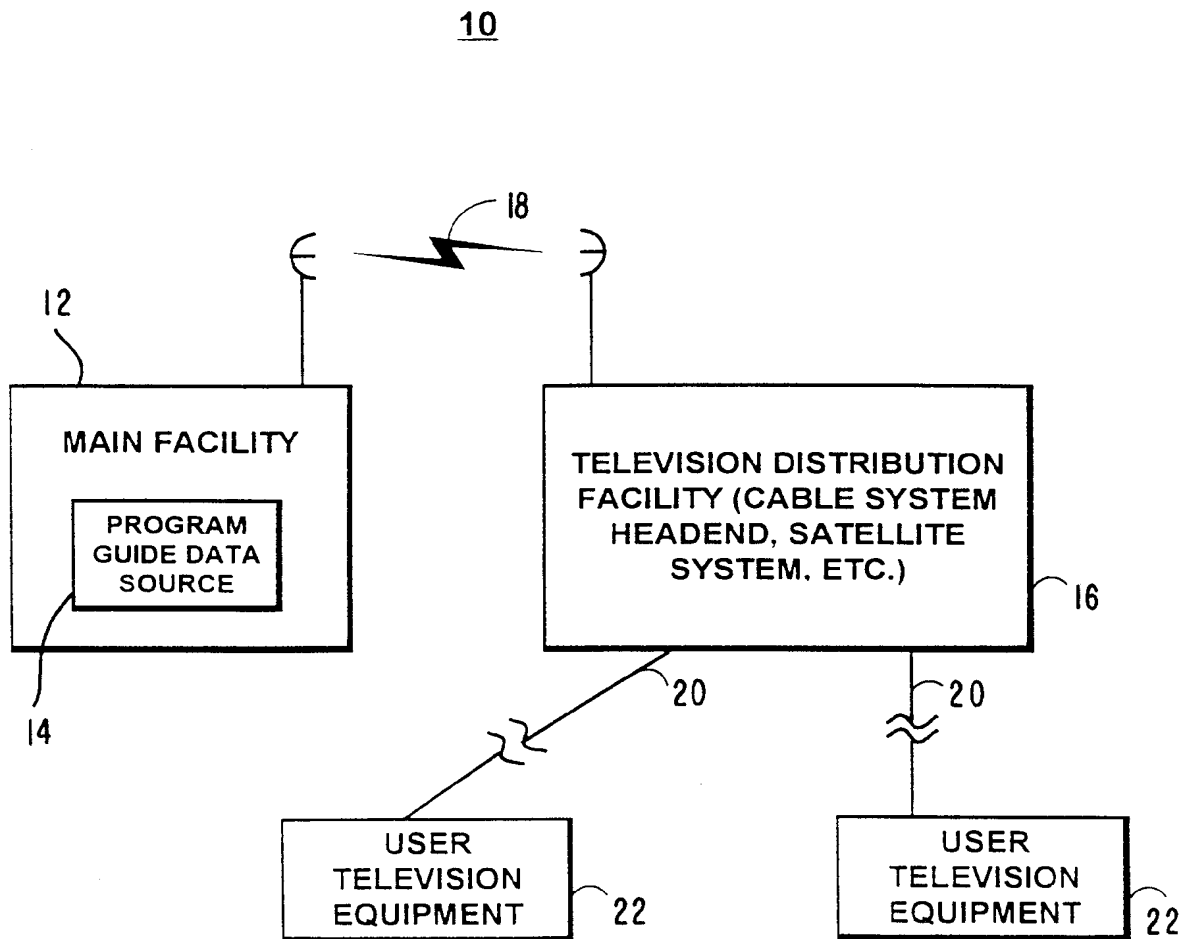 10
18
12
MAIN FACILITY
PROGRAM
GUIDE DATA
SOURCE
14
TELEVISION DISTRIBUTION
FACILITY (CABLE SYSTEM
HEADEND, SATELLITE
SYSTEM, ETC.)
16
20
20
USER
TELEVISION
EQUIPMENT
22
USER
TELEVISION
EQUIPMENT
22